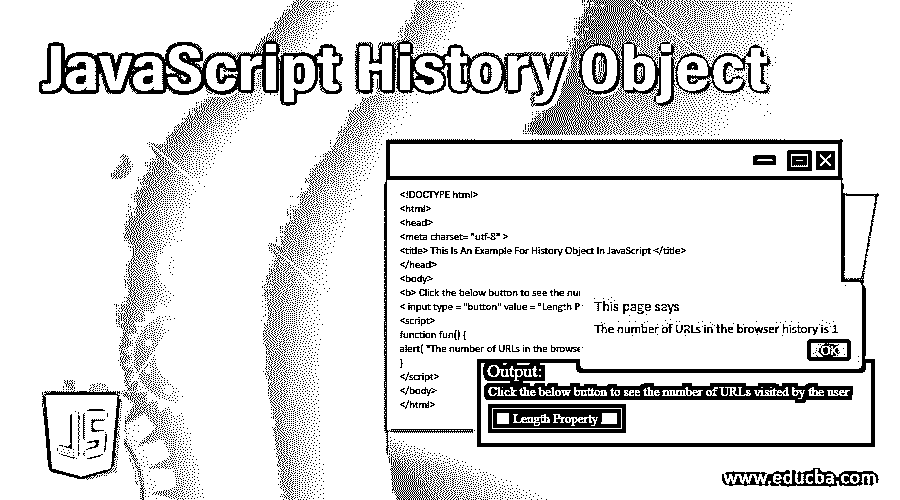 JavaScript History Object
<!DOCTYPE html>
<html>
<head>
<meta charset= "utf-8" >
<title> This Is An Example For History Object In JavaScript </title>
</head>
<body>
<b> Click the below button to see the nu
< input type = "button" value = "Length P
<script>
function fun() {
alert( "The number of URLs in the browse
}
</script>
</body>
</html>
This page says
The number of URLs in the browser history is 1
OK
Output:
Click the below button to see the number of URLs visited by the user
Length Property
JS
www.educba.com